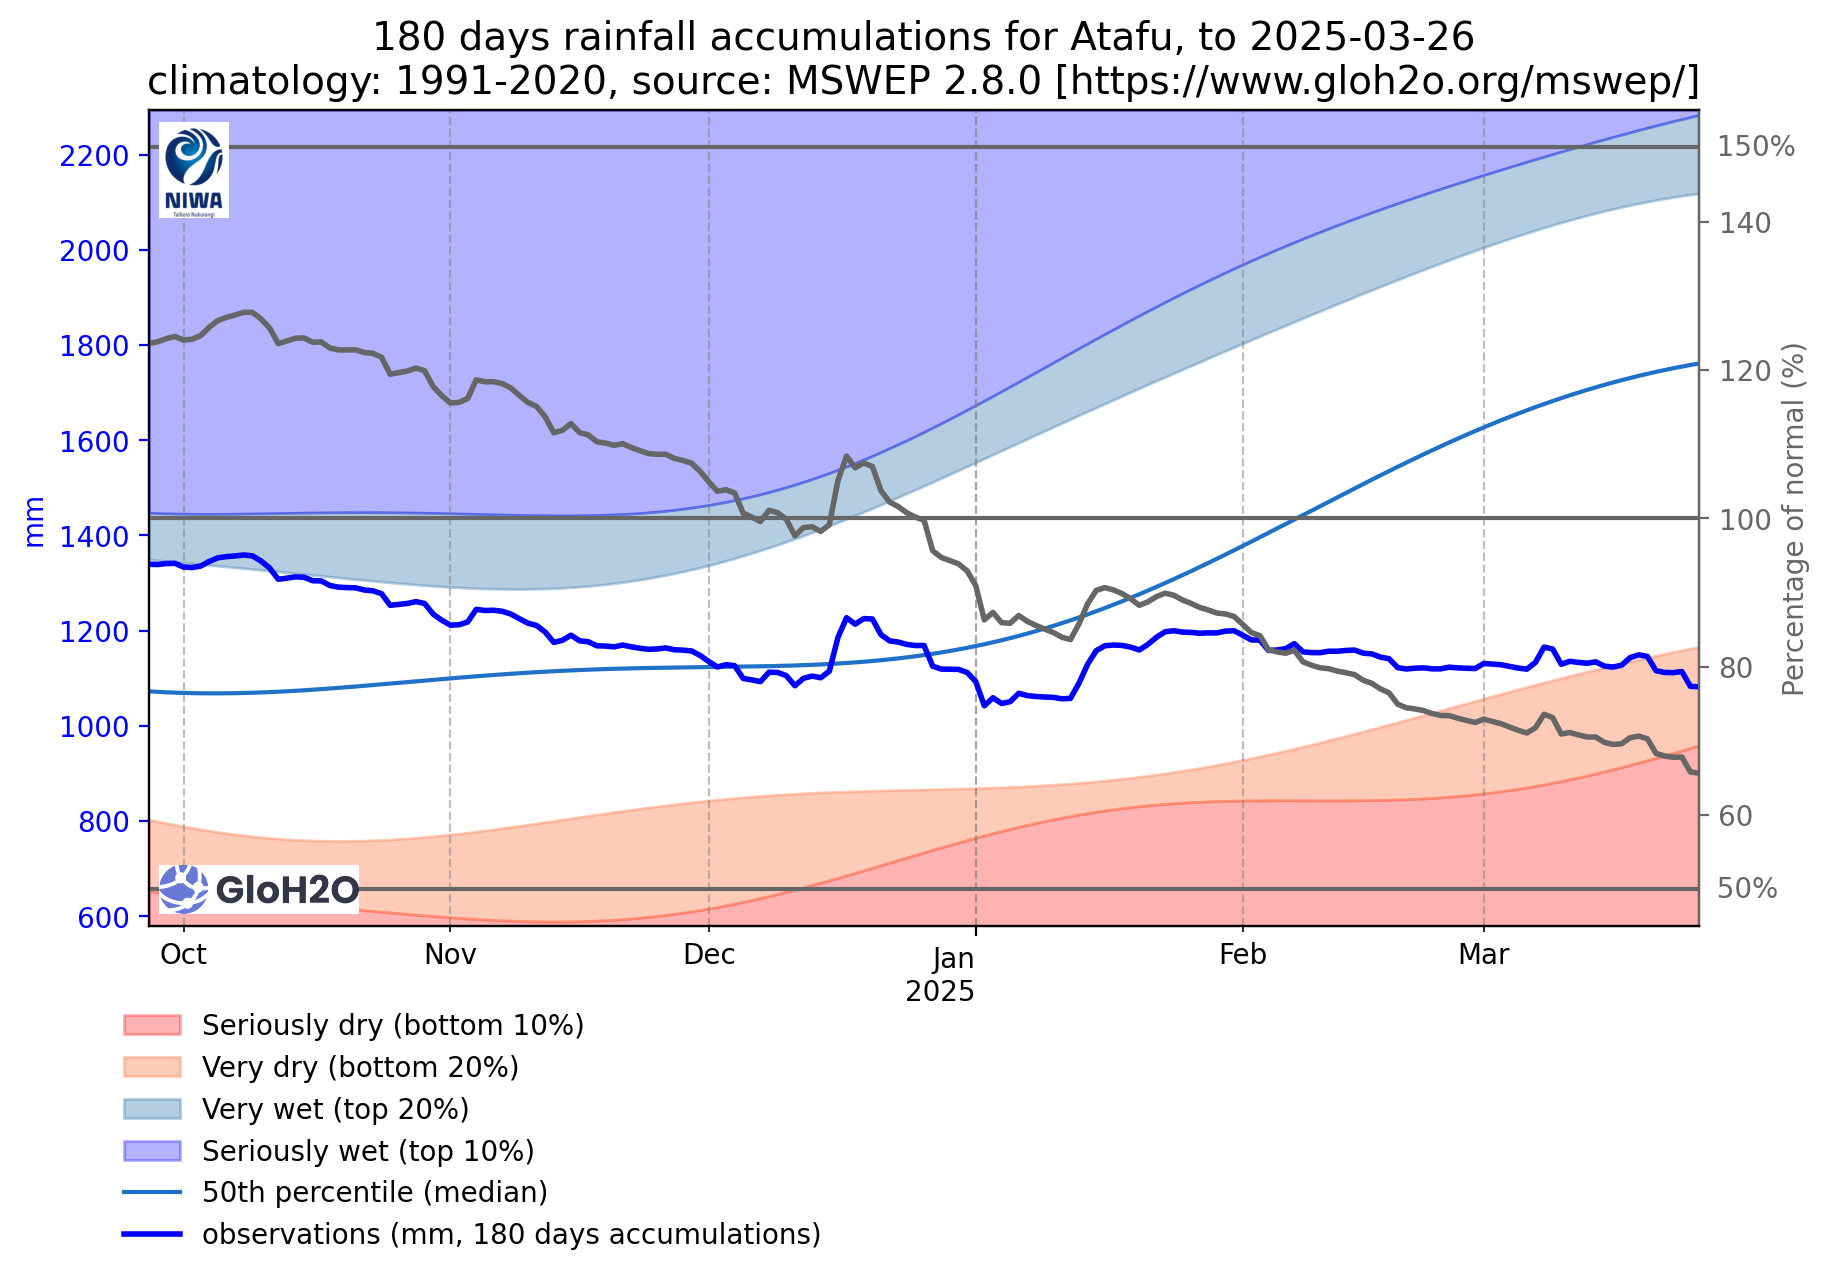 180 days rainfall accumulations for Atafu, to 2025-03-26
climatology: 1991-2020, source: MSWEP 2.8.0 [https://www.gloh2o.org/mswep/]
NIWA
Taihoro Nukurangi
2200
2000
1800
1600
1400
1200
1000
800
600
mm
150%
140
120
100
80
60
50%
Percentage of normal (%)
GloH2O
Oct
Nov
Dec
Jan
2025
Feb
Mar
Seriously dry (bottom 10%)
Very dry (bottom 20%)
Very wet (top 20%)
Seriously wet (top 10%)
50th percentile (median)
observations (mm, 180 days accumulations)